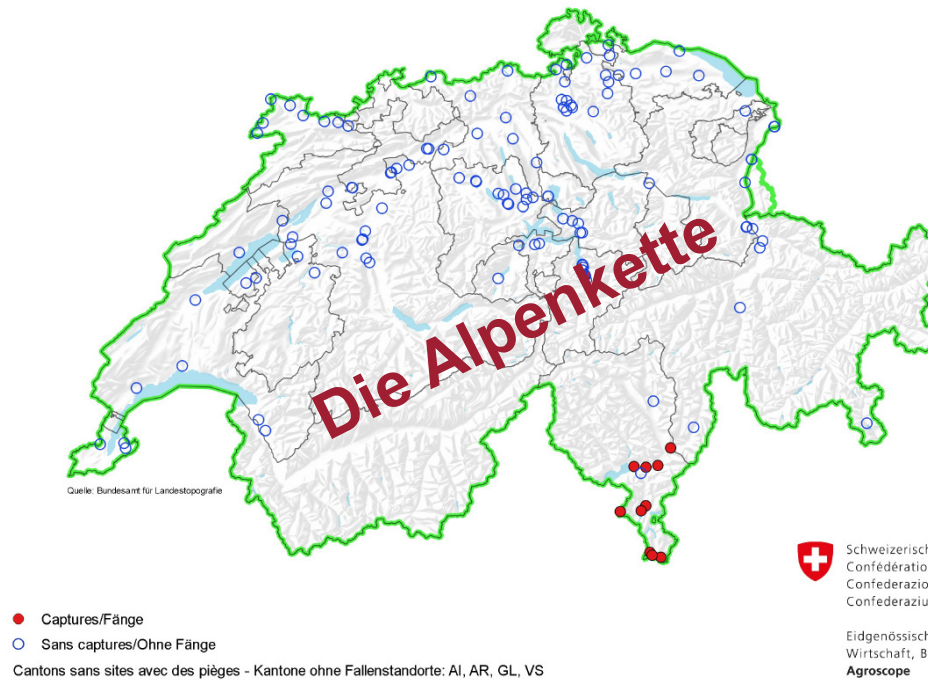 Die Alpenkette
Quelle: Bundesamt für Landestopografie
Captures/Fänge
Sans captures/Ohne Fänge
Cantons sans sites avec des pièges - Kantone ohne Fallenstandorte: AI, AR, GL, VS
Schweizerisch
Confédératio
Confederazio
Confederaziu
Eidgenössisch
Wirtschaft, B
Agroscope